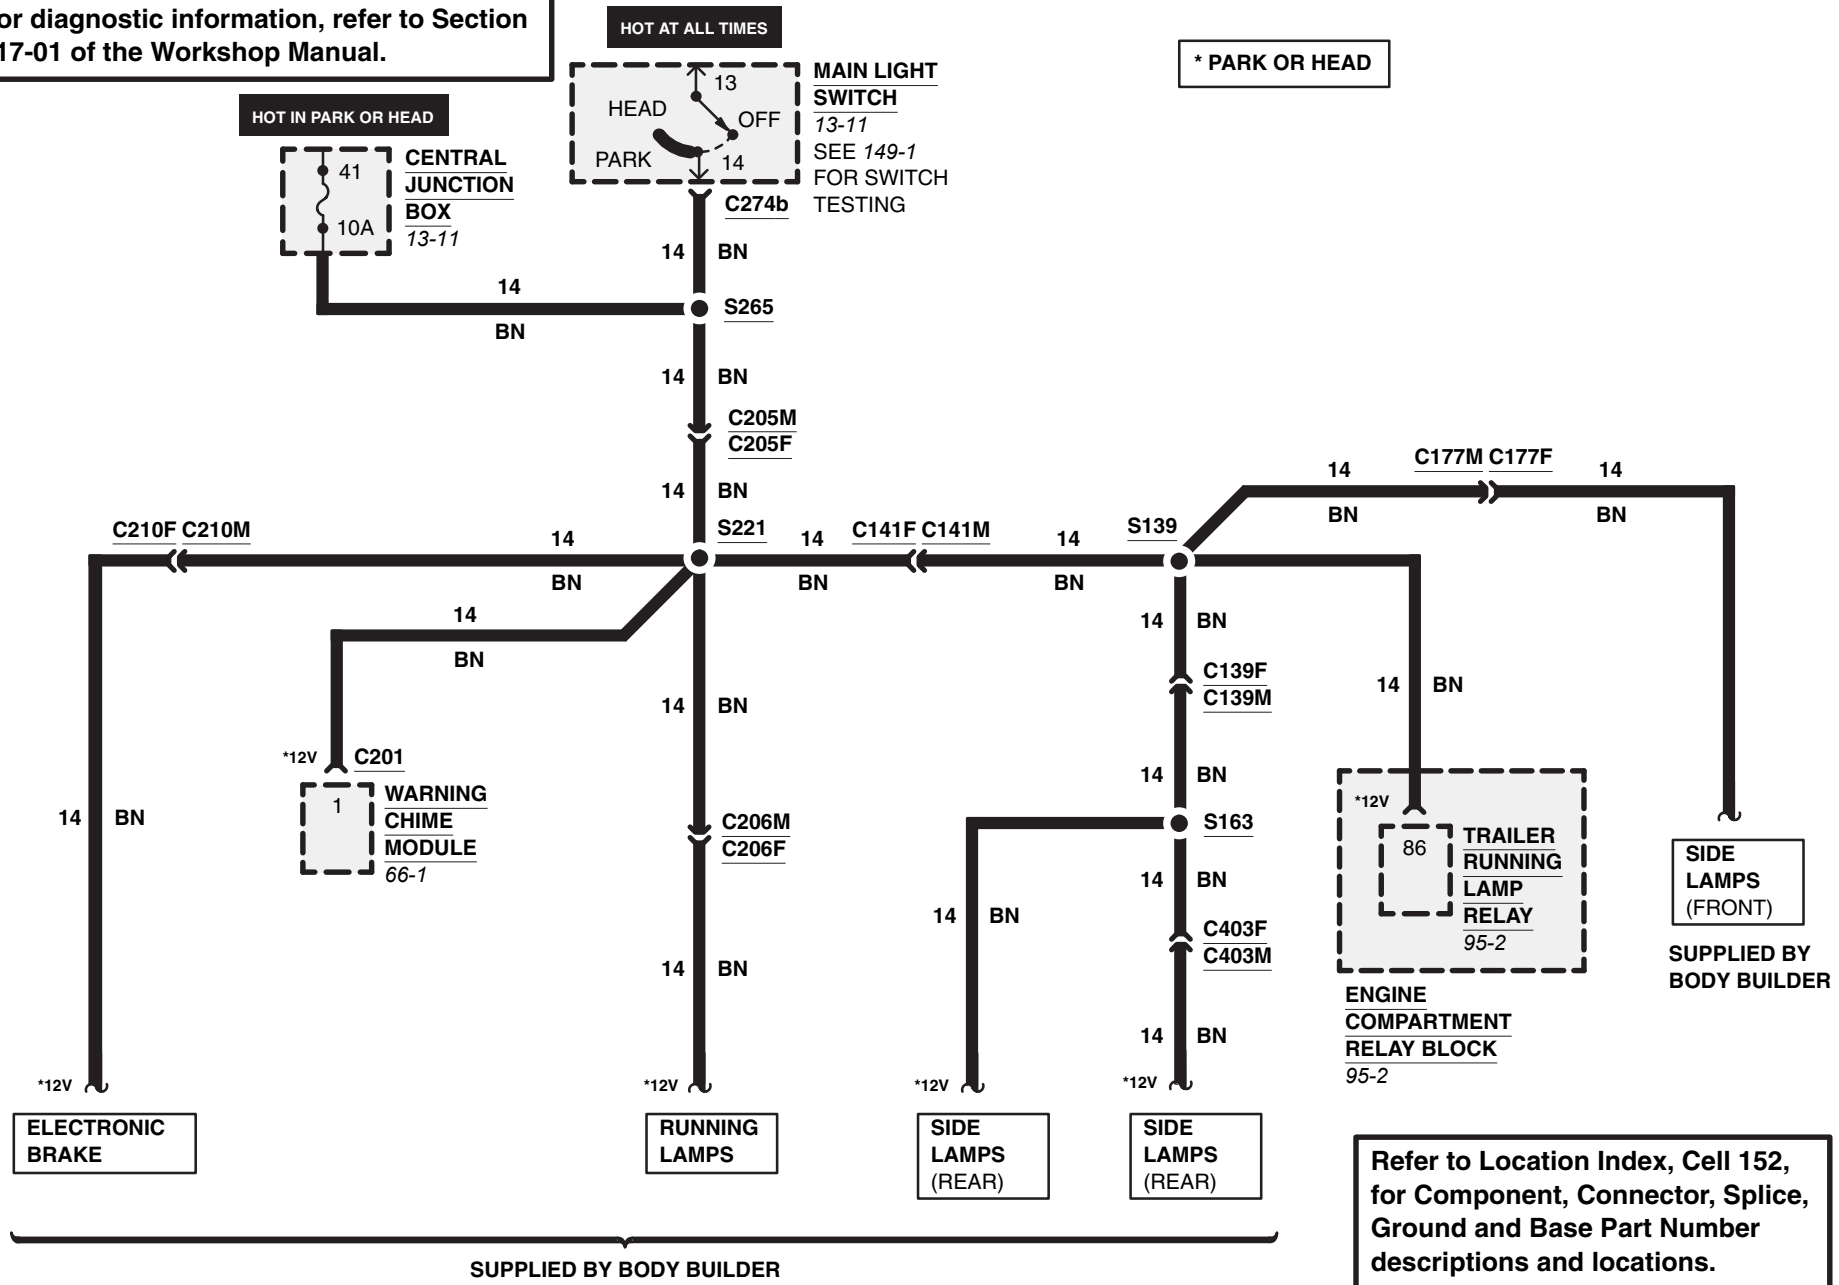 or diagnostic information, refer to Section
17-01 of the Workshop Manual.
HOT AT ALL TIMES
* PARK OR HEAD
HOT IN PARK OR HEAD
41
10A
CENTRAL
JUNCTION
BOX
13-11
13
HEAD
OFF
PARK
14
MAIN LIGHT
SWITCH
13-11
SEE 149-1
FOR SWITCH
TESTING
C274b
14 BN
14
BN
S265
14 BN
C205M
C205F
14 BN
S221
C210F C210M
14
BN
14
BN
C141F C141M
14
BN
S139
14
BN
C177M C177F
14
BN
14
BN
14 BN
C139F
C139M
14 BN
14 BN
*12V C201
1
WARNING
CHIME
MODULE
66-1
14 BN
C206M
C206F
14 BN
14 BN
S163
14 BN
14 BN
C403F
C403M
14 BN
*12V
86
TRAILER
RUNNING
LAMP
RELAY
95-2
ENGINE
COMPARTMENT
RELAY BLOCK
95-2
SIDE
LAMPS
(FRONT)
SUPPLIED BY
BODY BUILDER
14 BN
*12V
ELECTRONIC
BRAKE
*12V
RUNNING
LAMPS
*12V
SIDE
LAMPS
(REAR)
*12V
SIDE
LAMPS
(REAR)
SUPPLIED BY BODY BUILDER
Refer to Location Index, Cell 152,
for Component, Connector, Splice,
Ground and Base Part Number
descriptions and locations.